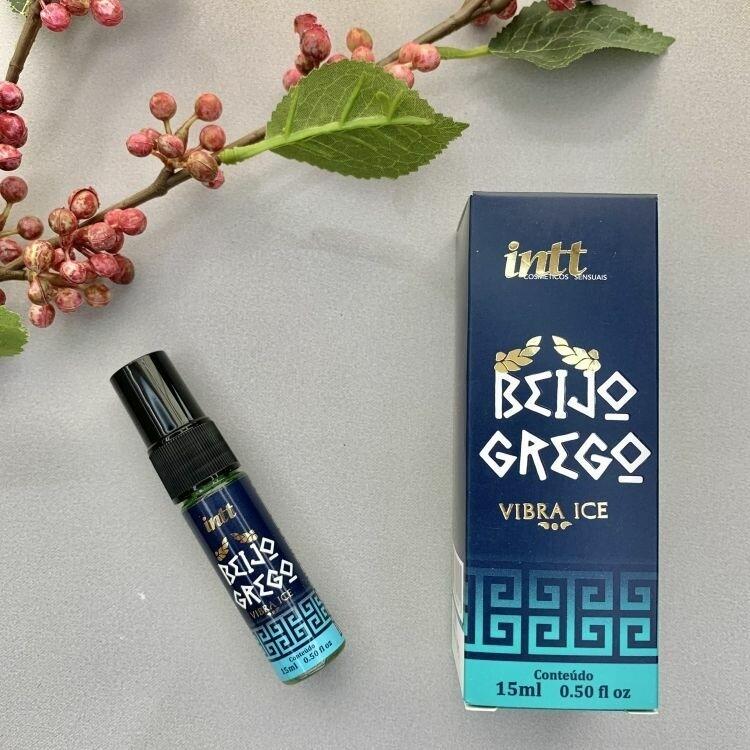 intt
COSMÉTICOS SENSUAIS
BEIJO
GREGO
VIBRA ICE
Conteúdo
15ml 0.50 fl oz
intt
BEIJO
GREGO
VIBRA ICE
Conteúdo
15ml 0.50 fl oz